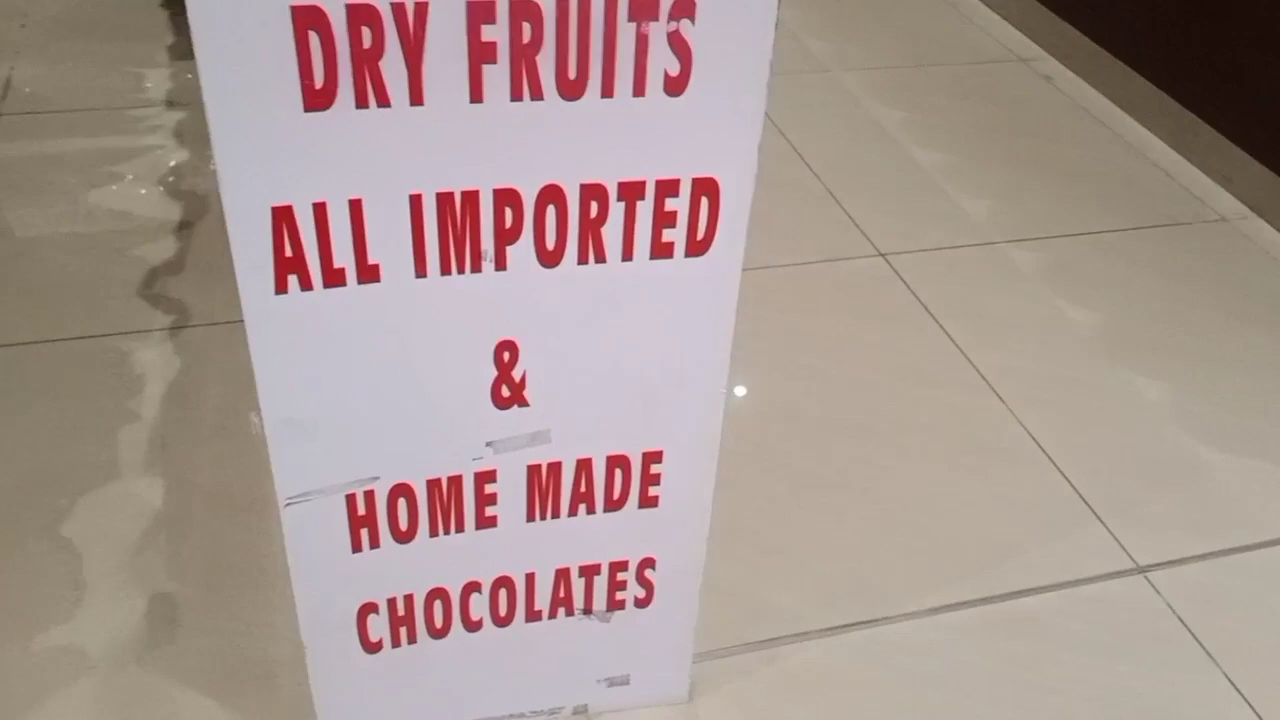 DRY FRUITS
ALL IMPORTED
&
HOME MADE
CHOCOLATES